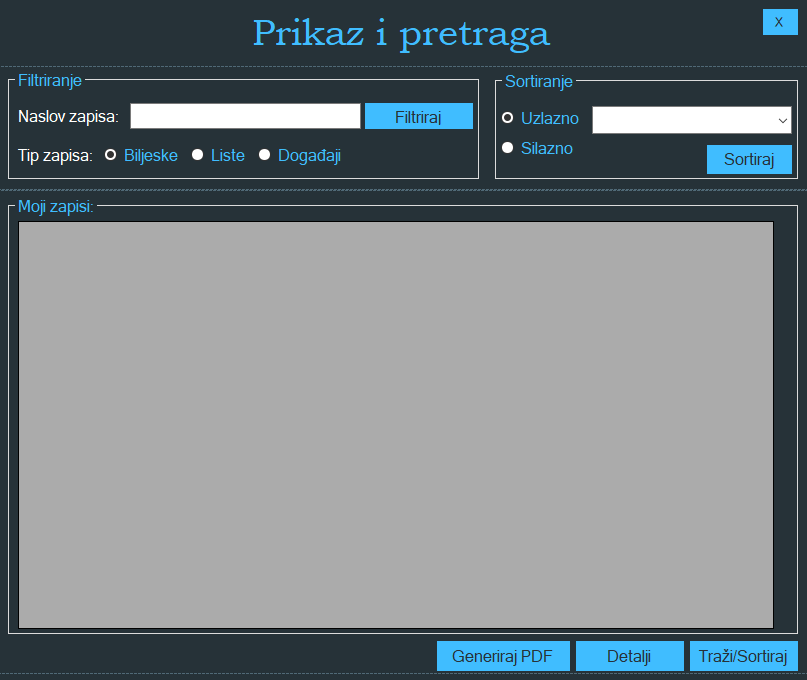 Prikaz i pretraga
X
Filtriranje
Naslov zapisa:
Filtriraj
Tip zapisa: Biljeske Liste Događaji
Sortiranje
Uzlazno
Silazno
Sortiraj
Moji zapisi:
Generiraj PDF Detalji Traži/Sortiraj